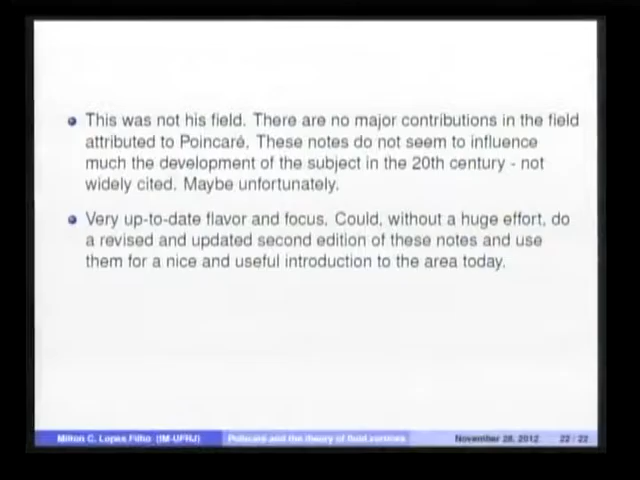 This was not his field. There are no major contributions in the field
attributed to Poincaré. These notes do not seem to influence
much the development of the subject in the 20th century - not
widely cited. Maybe unfortunately.
Very up-to-date flavor and focus. Could, without a huge effort, do
a revised and updated second edition of these notes and use
them for a nice and useful introduction to the area today.
Milton C. Lopes Filho (IM-UFRJ) Poincaré and the theory of fluid vortices November 28, 2012 22 / 22